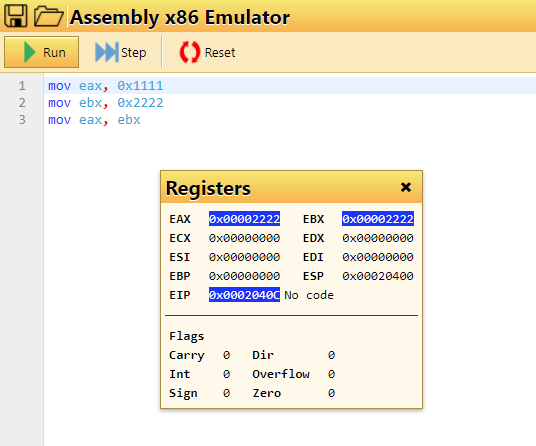 Assembly x86 Emulator
Run Step Reset
1 mov eax, 0x1111
2 mov ebx, 0x2222
3 mov eax, ebx
Registers ×
EAX 0x00002222 EBX 0x00002222
ECX 0x00000000 EDX 0x00000000
ESI 0x00000000 EDI 0x00000000
EBP 0x00000000 ESP 0x00020400
EIP 0x0002040C No code
Flags
Carry 0 Dir 0
Int 0 Overflow 0
Sign 0 Zero 0